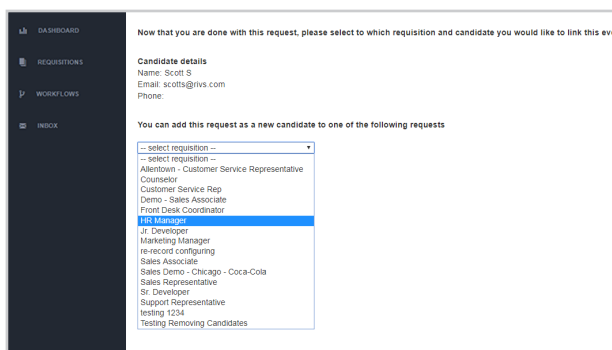 DASHBOARD
REQUISITIONS
WORKFLOWS
INBOX
Now that you are done with this request, please select to which requisition and candidate you would like to link this
Candidate details
Name: Scott S
Email: scotts@rivs.com
Phone:
You can add this request as a new candidate to one of the following requests
-- select requisition --
-- select requisition --
Allentown - Customer Service Representative
Counselor
Customer Service Rep
Demo - Sales Associate
Front Desk Coordinator
HR Manager
Jr. Developer
Marketing Manager
re-record configuring
Sales Associate
Sales Demo - Chicago - Coca-Cola
Sales Representative
Sr. Developer
Support Representative
testing 1234
Testing Removing Candidates